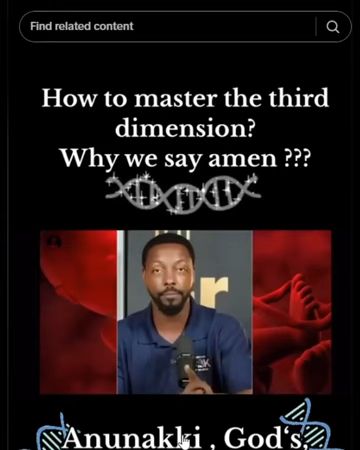 Find related content
How to master the third
dimension?
Why we say amen ???
r
Anunakki , God's,